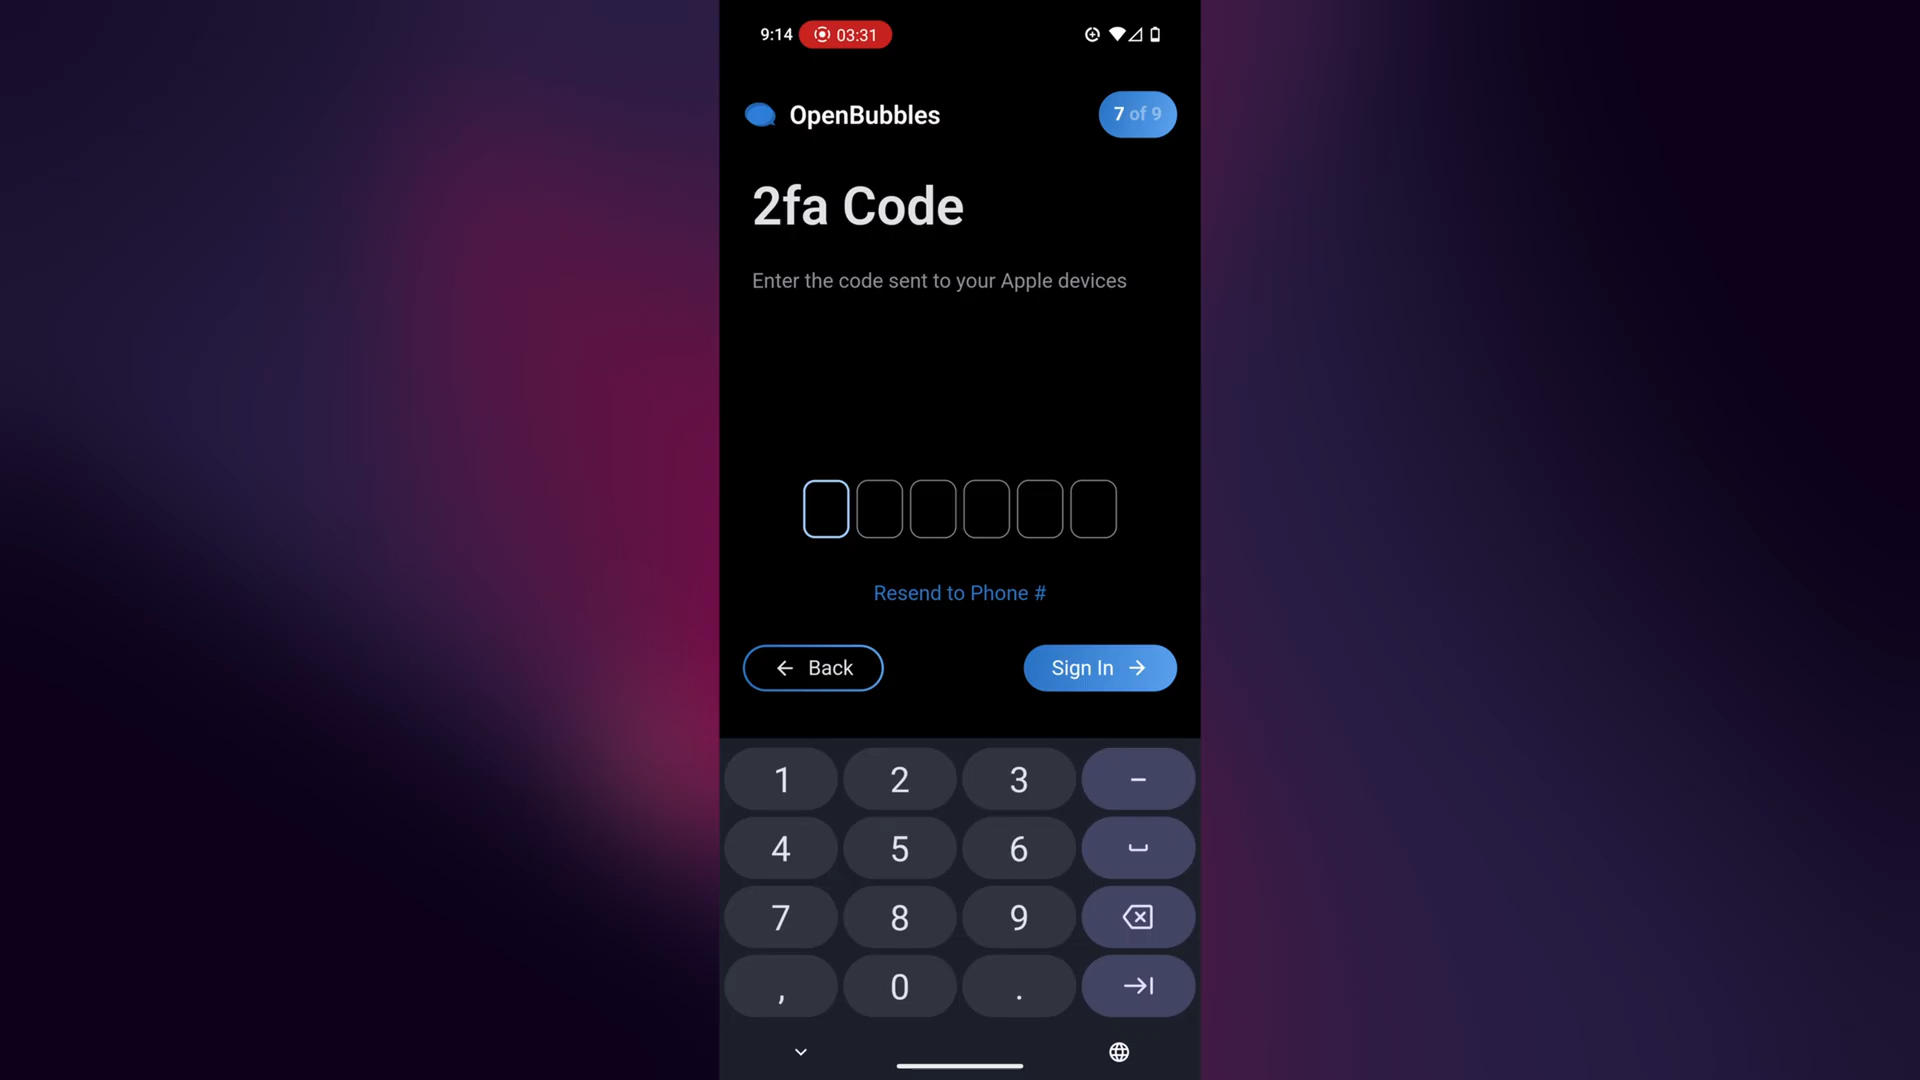 9:14 03:31
OpenBubbles
7 of 9
2fa Code
Enter the code sent to your Apple devices
Resend to Phone #
Back
Sign In
1 2 3 –
4 5 6
7 8 9
, 0 .